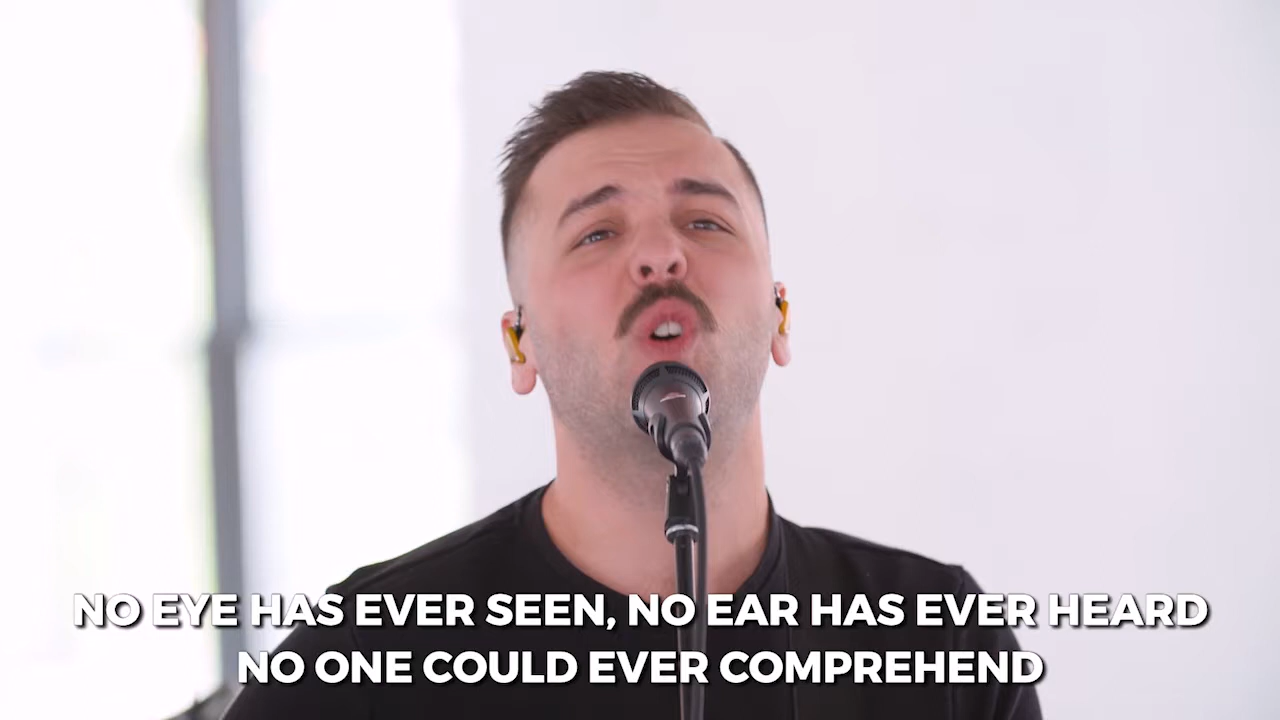 NO EYE HAS EVER SEEN, NO EAR HAS EVER HEARD
NO ONE COULD EVER COMPREHEND